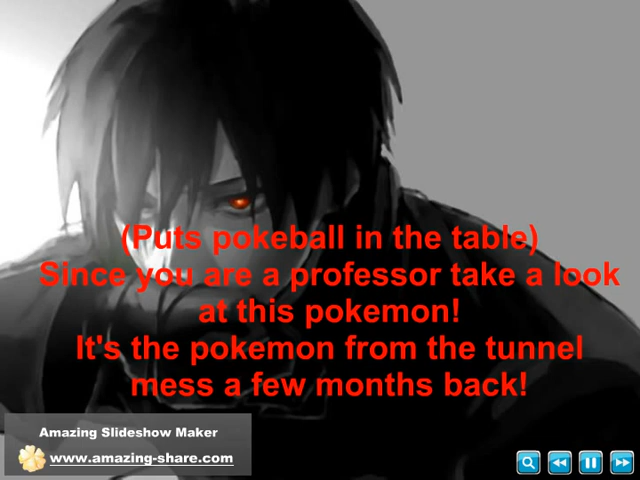 (Puts pokeball in the table)
Since you are a professor take a look
at this pokemon!
It's the pokemon from the tunnel
mess a few months back!
Amazing Slideshow Maker
www.amazing-share.com